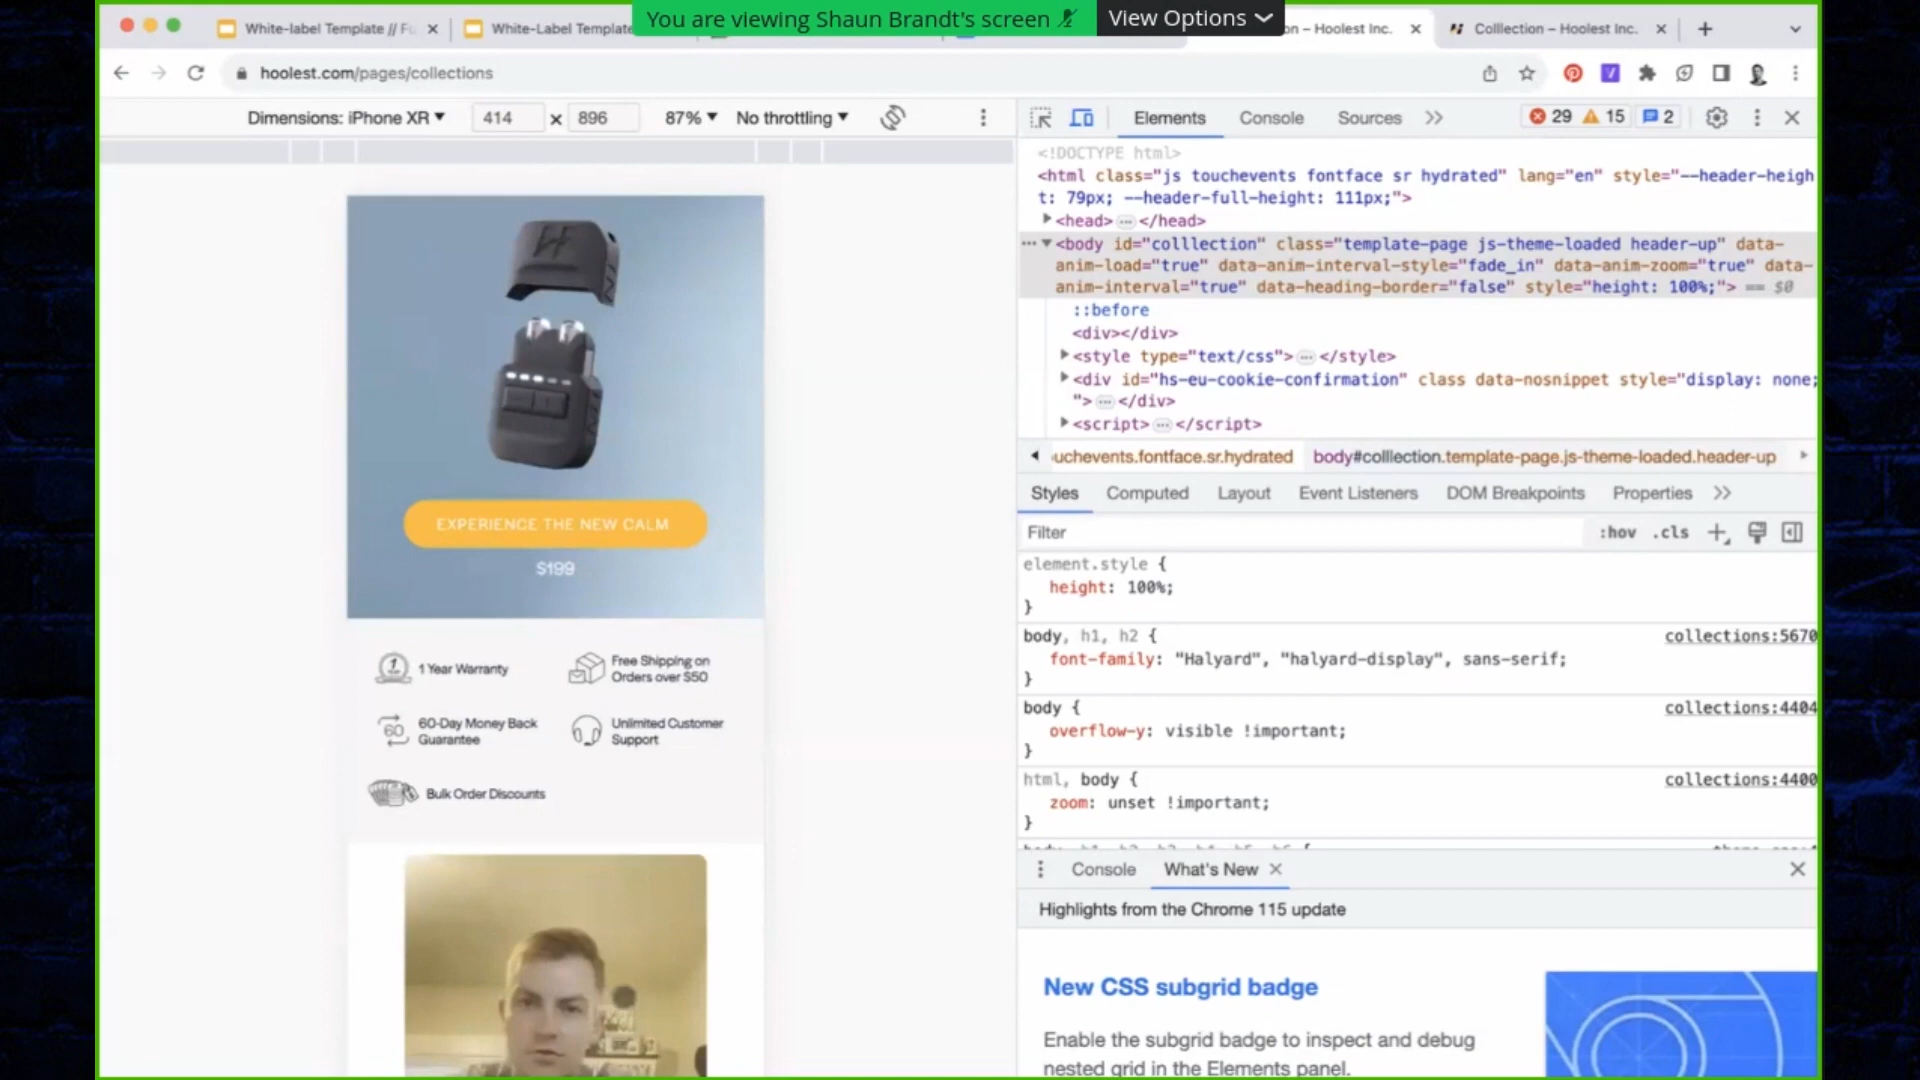 You are viewing Shaun Brandt's screen
View Options
White-label Template // Fu
White-Label Template
n – Hoolest Inc.
Colllection – Hoolest Inc.
hoolest.com/pages/collections
Dimensions: iPhone XR
414 × 896
87%
No throttling
Elements
Console
Sources
29
15
2
<!DOCTYPE html>
<html class="js touchevents fontface sr hydrated" lang="en" style="--header-heigh
t: 79px; --header-full-height: 111px;">
<head> … </head>
<body id="colllection" class="template-page js-theme-loaded header-up" data-
anim-load="true" data-anim-interval-style="fade_in" data-anim-zoom="true" data-
anim-interval="true" data-heading-border="false" style="height: 100%;"> == $0
::before
<div></div>
<style type="text/css"> … </style>
<div id="hs-eu-cookie-confirmation" class data-nosnippet style="display: none;
"> … </div>
<script> … </script>
uchevents.fontface.sr.hydrated
body#colllection.template-page.js-theme-loaded.header-up
Styles
Computed
Layout
Event Listeners
DOM Breakpoints
Properties
Filter
:hov
.cls
element.style {
height: 100%;
}
body, h1, h2 {
collections:5670
font-family: "Halyard", "halyard-display", sans-serif;
}
body {
collections:4404
overflow-y: visible !important;
}
html, body {
collections:4400
zoom: unset !important;
}
Console
What's New
Highlights from the Chrome 115 update
New CSS subgrid badge
Enable the subgrid badge to inspect and debug
nested grid in the Elements panel.
EXPERIENCE THE NEW CALM
$199
1 Year Warranty
Free Shipping on
Orders over $50
60
60-Day Money Back
Guarantee
Unlimited Customer
Support
Bulk Order Discounts